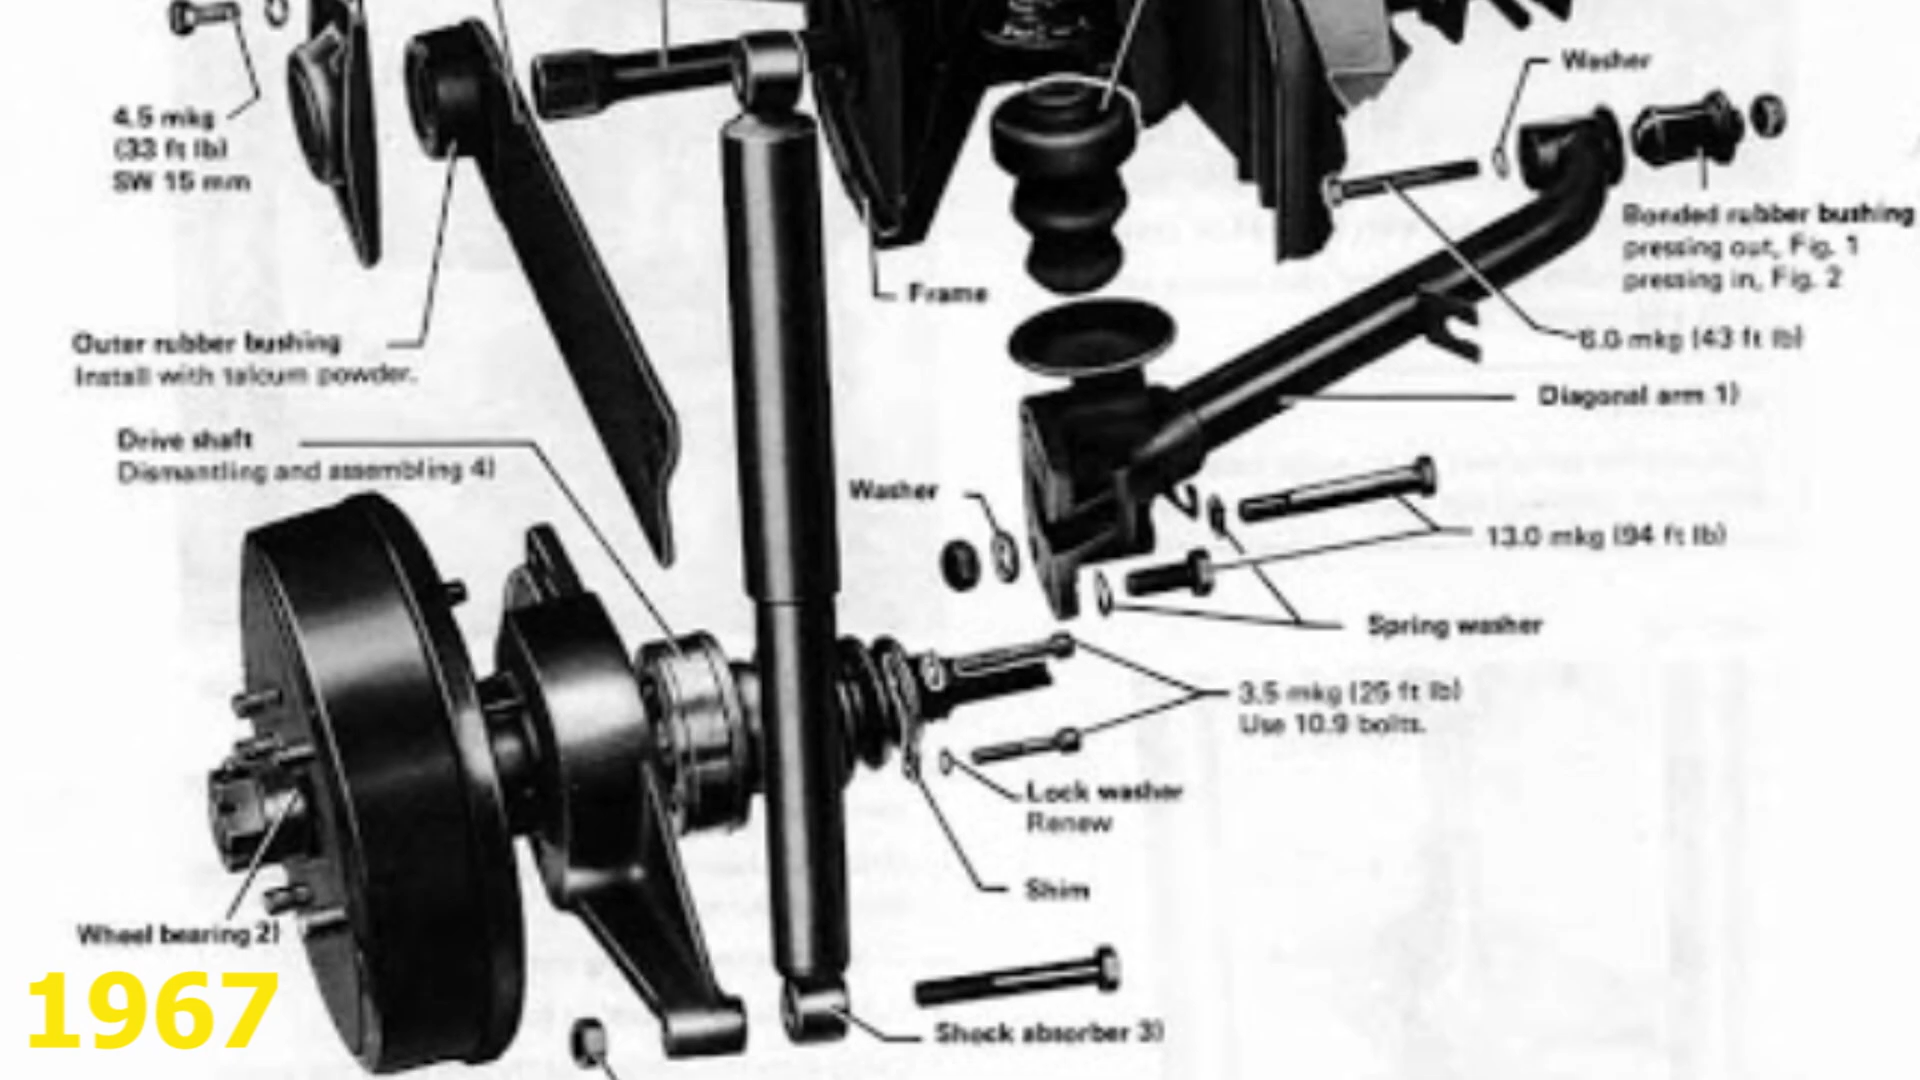 Washer
4.5 mkg
(33 ft lb)
SW 15 mm
Bonded rubber bushing
pressing out, Fig. 1
pressing in, Fig. 2
Frame
Outer rubber bushing
Install with talcum powder.
6.0 mkg (43 ft lb)
Diagonal arm 1)
Drive shaft
Dismantling and assembling 4)
Washer
13.0 mkg (94 ft lb)
Spring washer
3.5 mkg (25 ft lb)
Use 10.9 bolts.
Lock washer
Renew
Shim
Wheel bearing 2)
1967
Shock absorber 3)